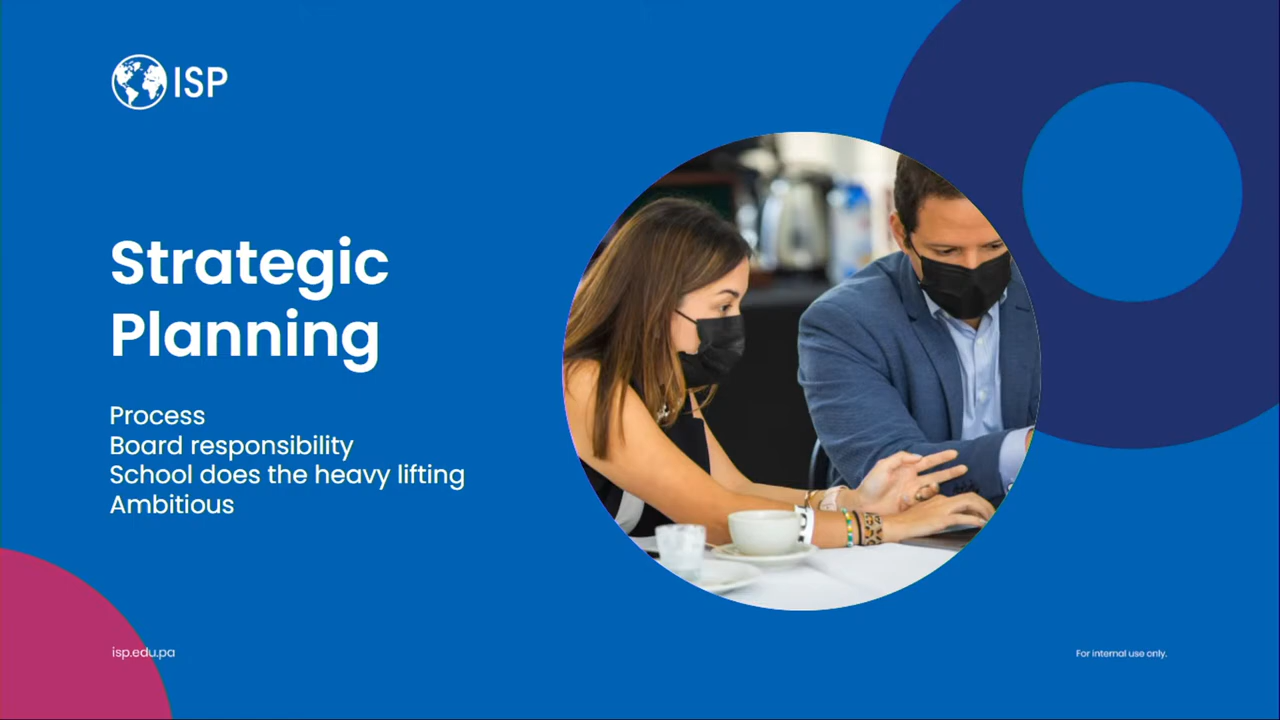 ISP
Strategic
Planning
Process
Board responsibility
School does the heavy lifting
Ambitious
isp.edu.pa
For internal use only.